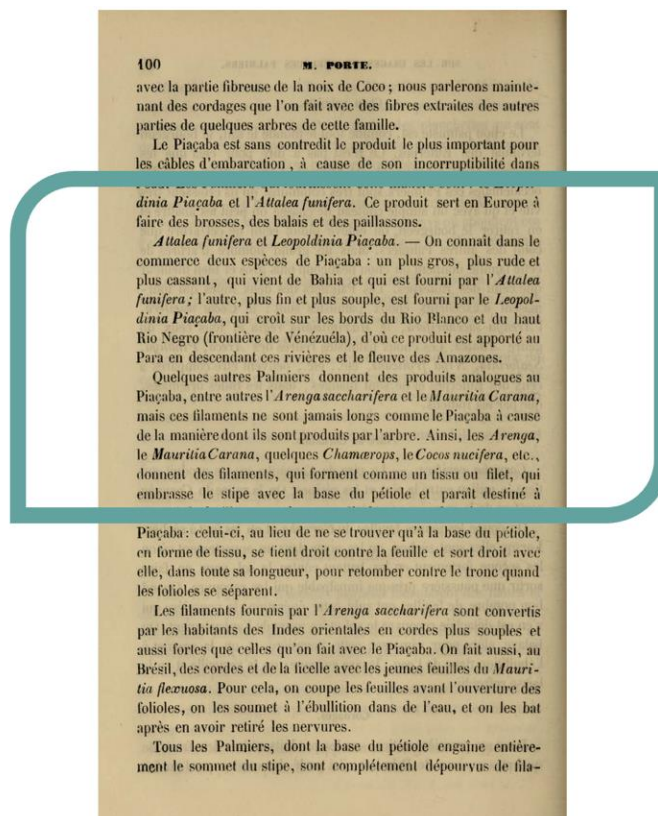 100 M. PORTE.
avec la partie fibreuse de la noix de Coco ; nous parlerons mainte-
nant des cordages que l'on fait avec des fibres extraites des autres
parties de quelques arbres de cette famille.
Le Piaçaba est sans contredit le produit le plus important pour
les câbles d'embarcation, à cause de son incorruptibilité dans
dinia Piaçaba et l'Attalea funifera. Ce produit sert en Europe à
faire des brosses, des balais et des paillassons.
Attalea funifera et Leopoldinia Piaçaba. — On connaît dans le
commerce deux espèces de Piaçaba : un plus gros, plus rude et
plus cassant, qui vient de Bahia et qui est fourni par l'Attalea
funifera; l'autre, plus fin et plus souple, est fourni par le Leopol-
dinia Piaçaba, qui croît sur les bords du Rio Blanco et du haut
Rio Negro (frontière de Vénézuéla), d'où ce produit est apporté au
Para en descendant ces rivières et le fleuve des Amazones.
Quelques autres Palmiers donnent des produits analogues au
Piaçaba, entre autres l'Arenga saccharifera et le Mauritia Carana,
mais ces filaments ne sont jamais longs comme le Piaçaba à cause
de la manière dont ils sont produits par l'arbre. Ainsi, les Arenga,
le Mauritia Carana, quelques Chamærops, le Cocos nucifera, etc.,
donnent des filaments, qui forment comme un tissu ou filet, qui
embrasse le stipe avec la base du pétiole et paraît destiné à
Piaçaba : celui-ci, au lieu de ne se trouver qu'à la base du pétiole,
en forme de tissu, se tient droit contre la feuille et sort droit avec
elle, dans toute sa longueur, pour retomber contre le tronc quand
les folioles se séparent.
Les filaments fournis par l'Arenga saccharifera sont convertis
par les habitants des Indes orientales en cordes plus souples et
aussi fortes que celles qu'on fait avec le Piaçaba. On fait aussi, au
Brésil, des cordes et de la ficelle avec les jeunes feuilles du Mauri-
tia flexuosa. Pour cela, on coupe les feuilles avant l'ouverture des
folioles, on les soumet à l'ébullition dans de l'eau, et on les bat
après en avoir retiré les nervures.
Tous les Palmiers, dont la base du pétiole engaîne entière-
ment le sommet du stipe, sont complétement dépourvus de fila-